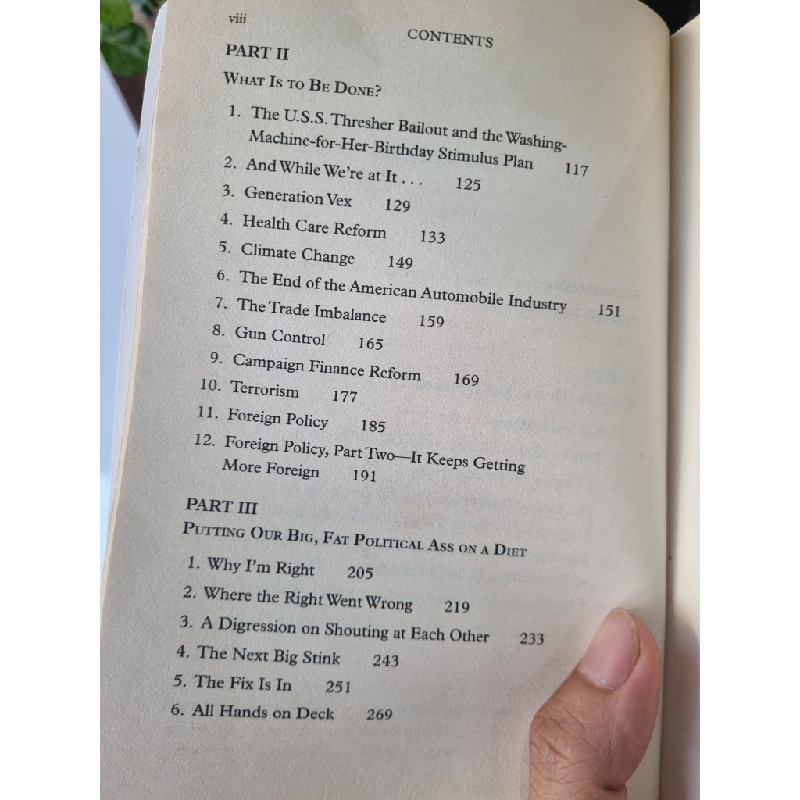 viii
CONTENTS
PART II
WHAT IS TO BE DONE?
1. The U.S.S. Thresher Bailout and the Washing-
Machine-for-Her-Birthday Stimulus Plan 117
2. And While We're at It . . . 125
3. Generation Vex 129
4. Health Care Reform 133
5. Climate Change 149
6. The End of the American Automobile Industry 151
7. The Trade Imbalance 159
8. Gun Control 165
9. Campaign Finance Reform 169
10. Terrorism 177
11. Foreign Policy 185
12. Foreign Policy, Part Two—It Keeps Getting
More Foreign 191
PART III
PUTTING OUR BIG, FAT POLITICAL ASS ON A DIET
1. Why I'm Right 205
2. Where the Right Went Wrong 219
3. A Digression on Shouting at Each Other 233
4. The Next Big Stink 243
5. The Fix Is In 251
6. All Hands on Deck 269